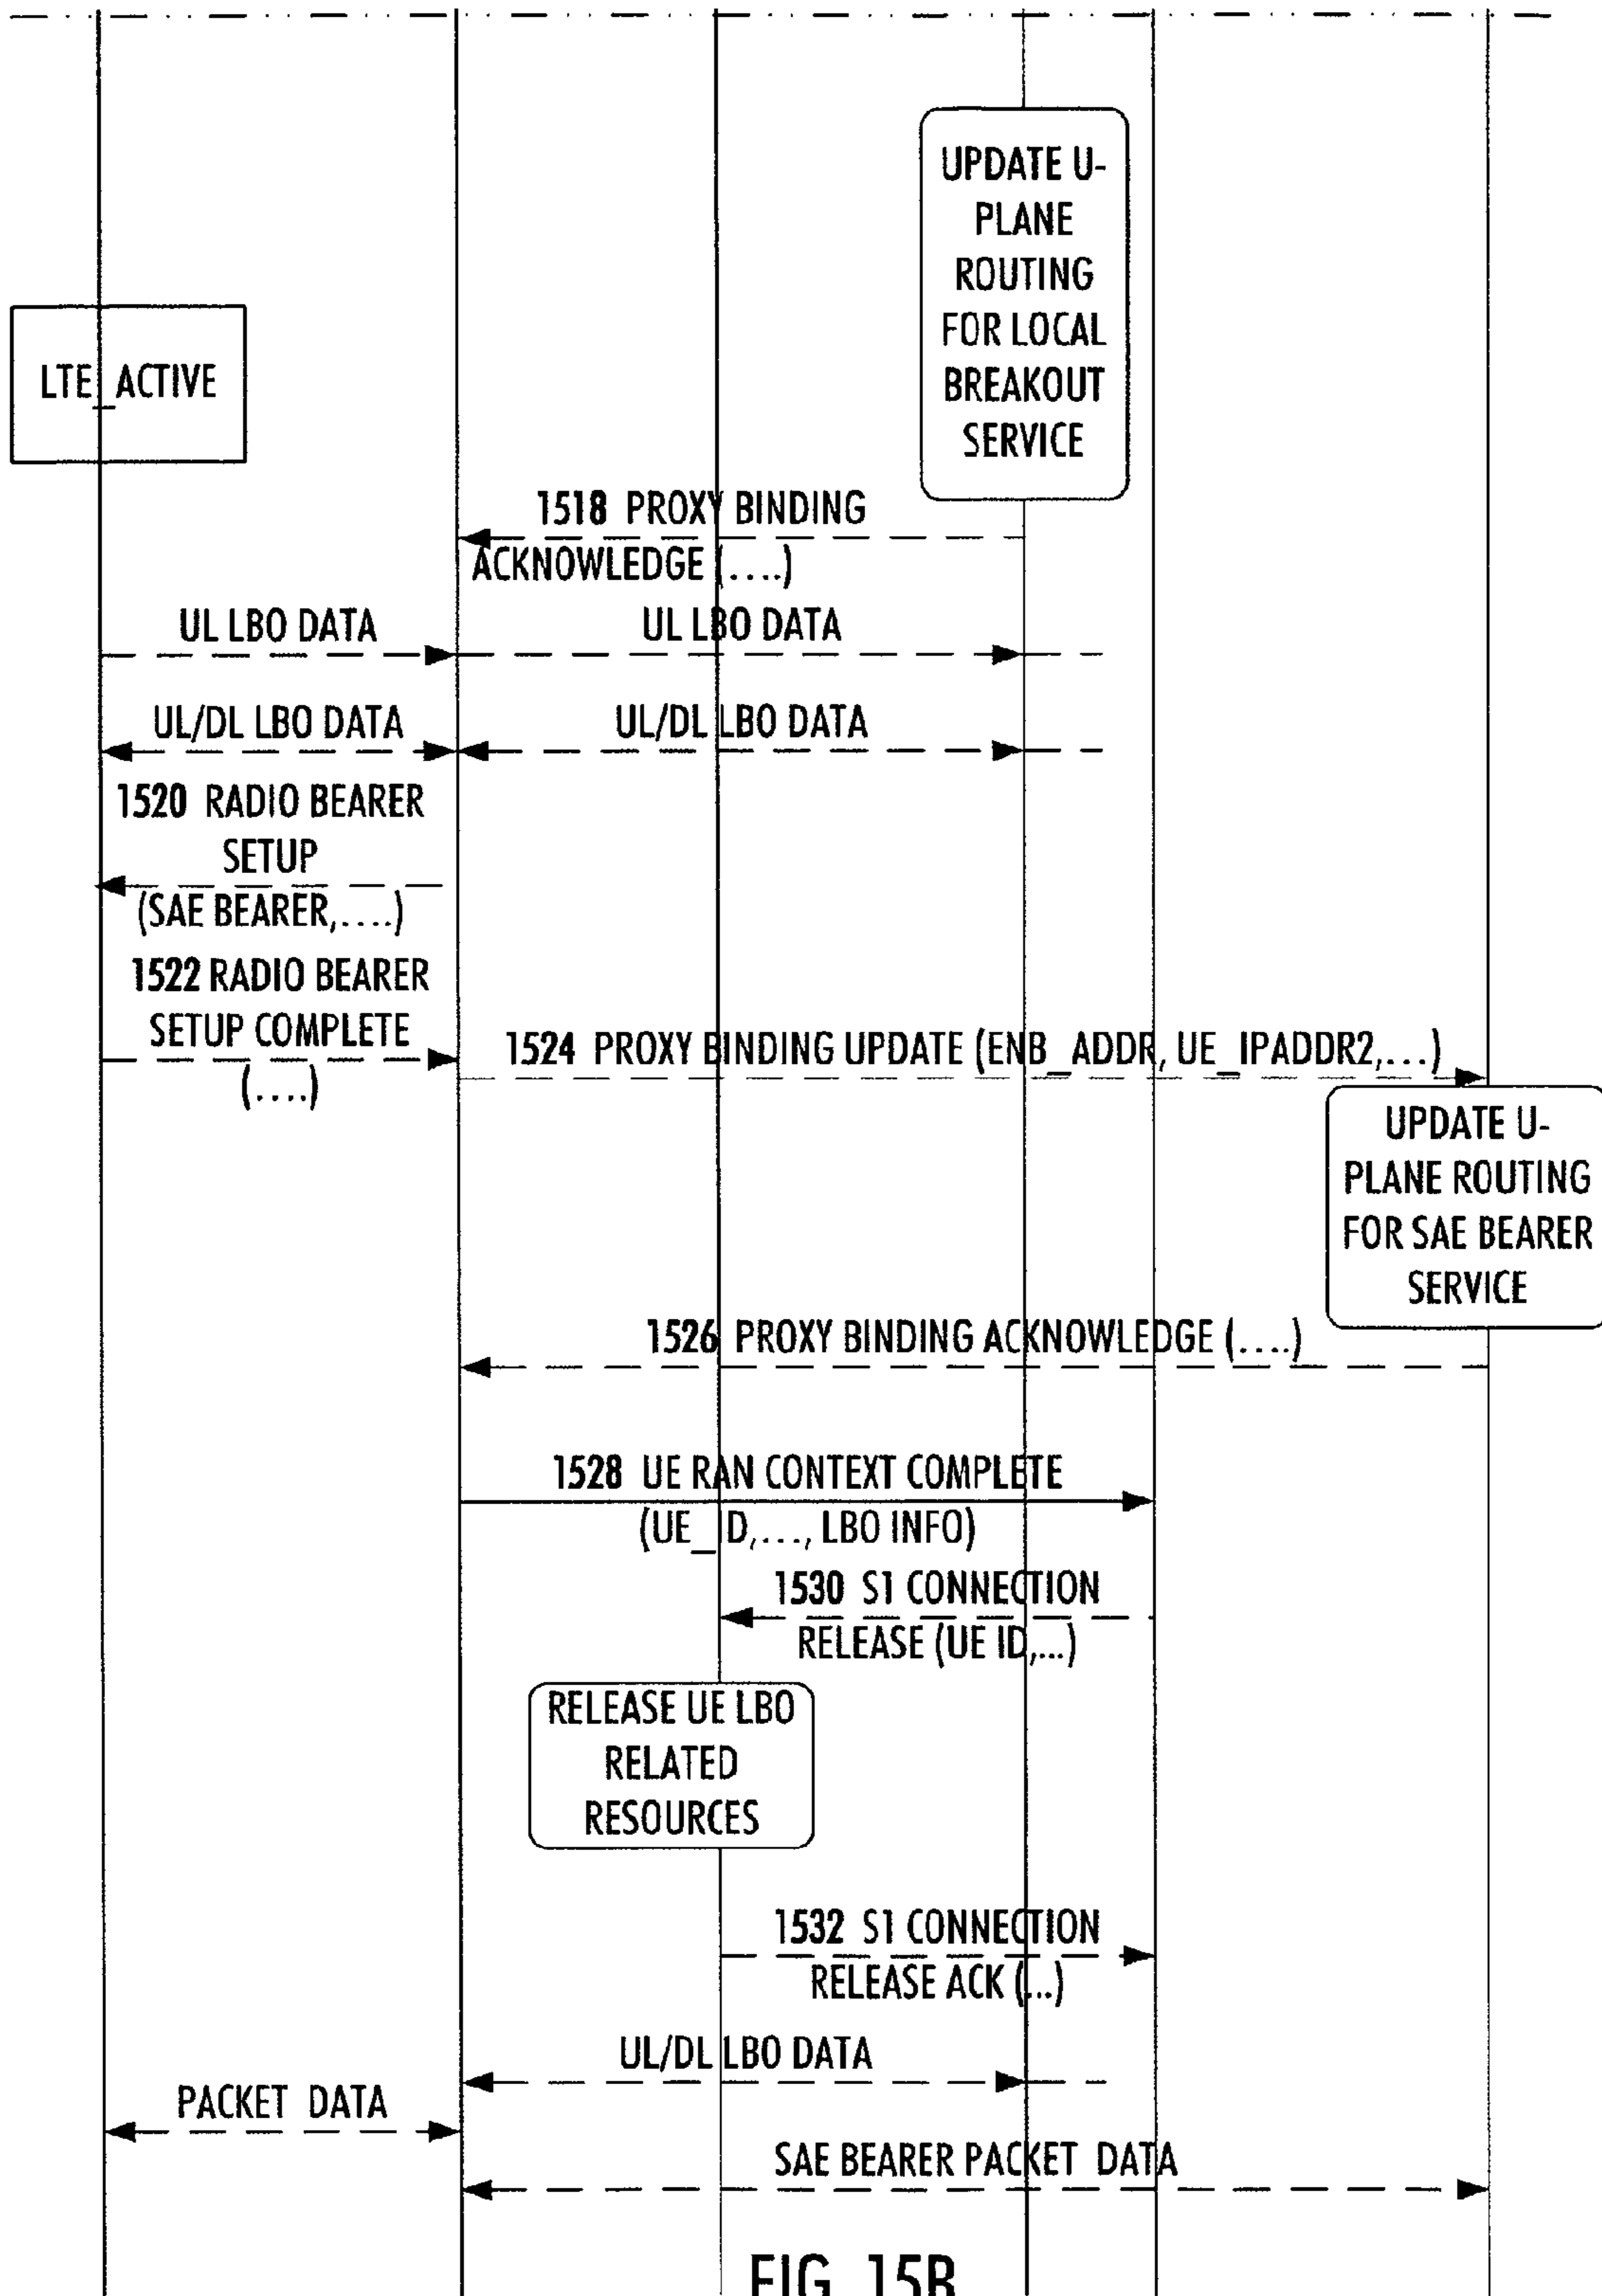 UPDATE U-
PLANE
ROUTING
FOR LOCAL
BREAKOUT
SERVICE
LTE_ACTIVE
1518 PROXY BINDING
ACKNOWLEDGE (....)
UL LBO DATA
UL LBO DATA
UL/DL LBO DATA
UL/DL LBO DATA
1520 RADIO BEARER
SETUP
(SAE BEARER,....)
1522 RADIO BEARER
SETUP COMPLETE
(....)
1524 PROXY BINDING UPDATE (ENB_ADDR, UE_IPADDR2,...)
UPDATE U-
PLANE ROUTING
FOR SAE BEARER
SERVICE
1526 PROXY BINDING ACKNOWLEDGE (....)
1528 UE RAN CONTEXT COMPLETE
(UE_ID,..., LBO INFO)
1530 S1 CONNECTION
RELEASE (UE ID,...)
RELEASE UE LBO
RELATED
RESOURCES
1532 S1 CONNECTION
RELEASE ACK (...)
UL/DL LBO DATA
PACKET DATA
SAE BEARER PACKET DATA
FIG. 15B